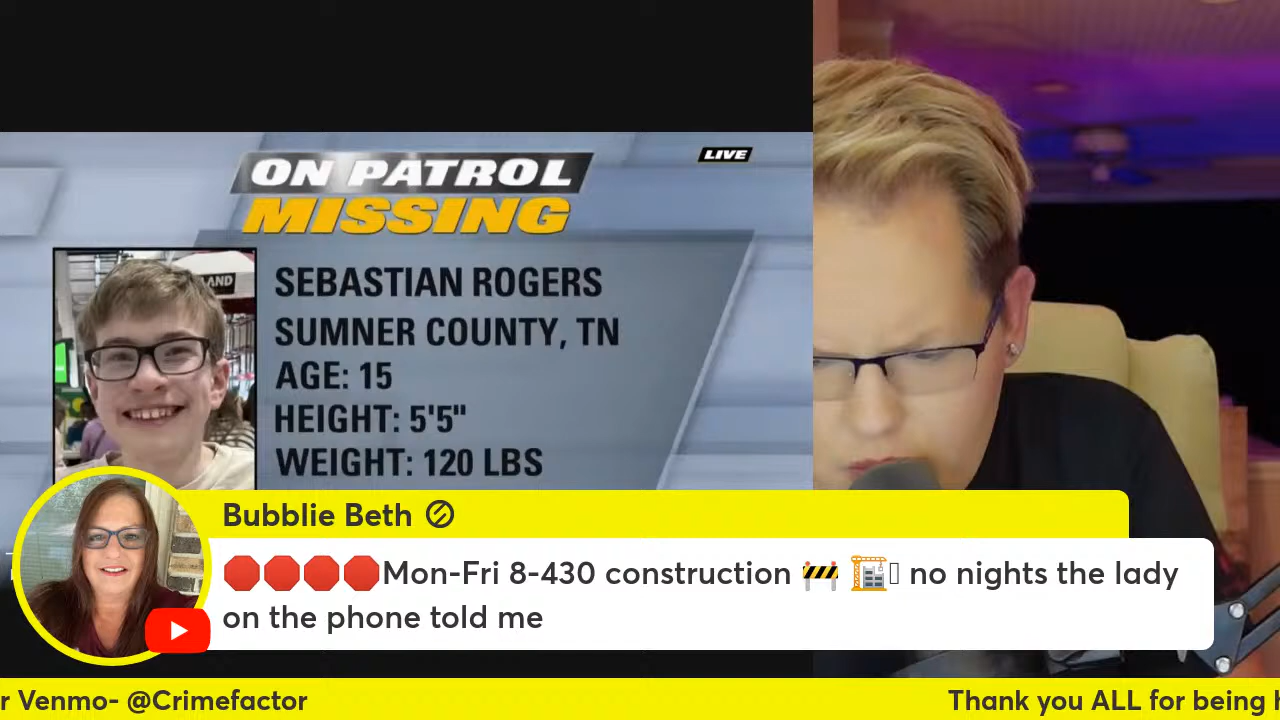 LIVE
ON PATROL
MISSING
LAND
SEBASTIAN ROGERS
SUMNER COUNTY, TN
AGE: 15
HEIGHT: 5'5"
WEIGHT: 120 LBS
Bubblie Beth
🛑🛑🛑🛑Mon-Fri 8-430 construction 🚧 🏗️ no nights the lady
on the phone told me
r Venmo- @Crimefactor
Thank you ALL for being h